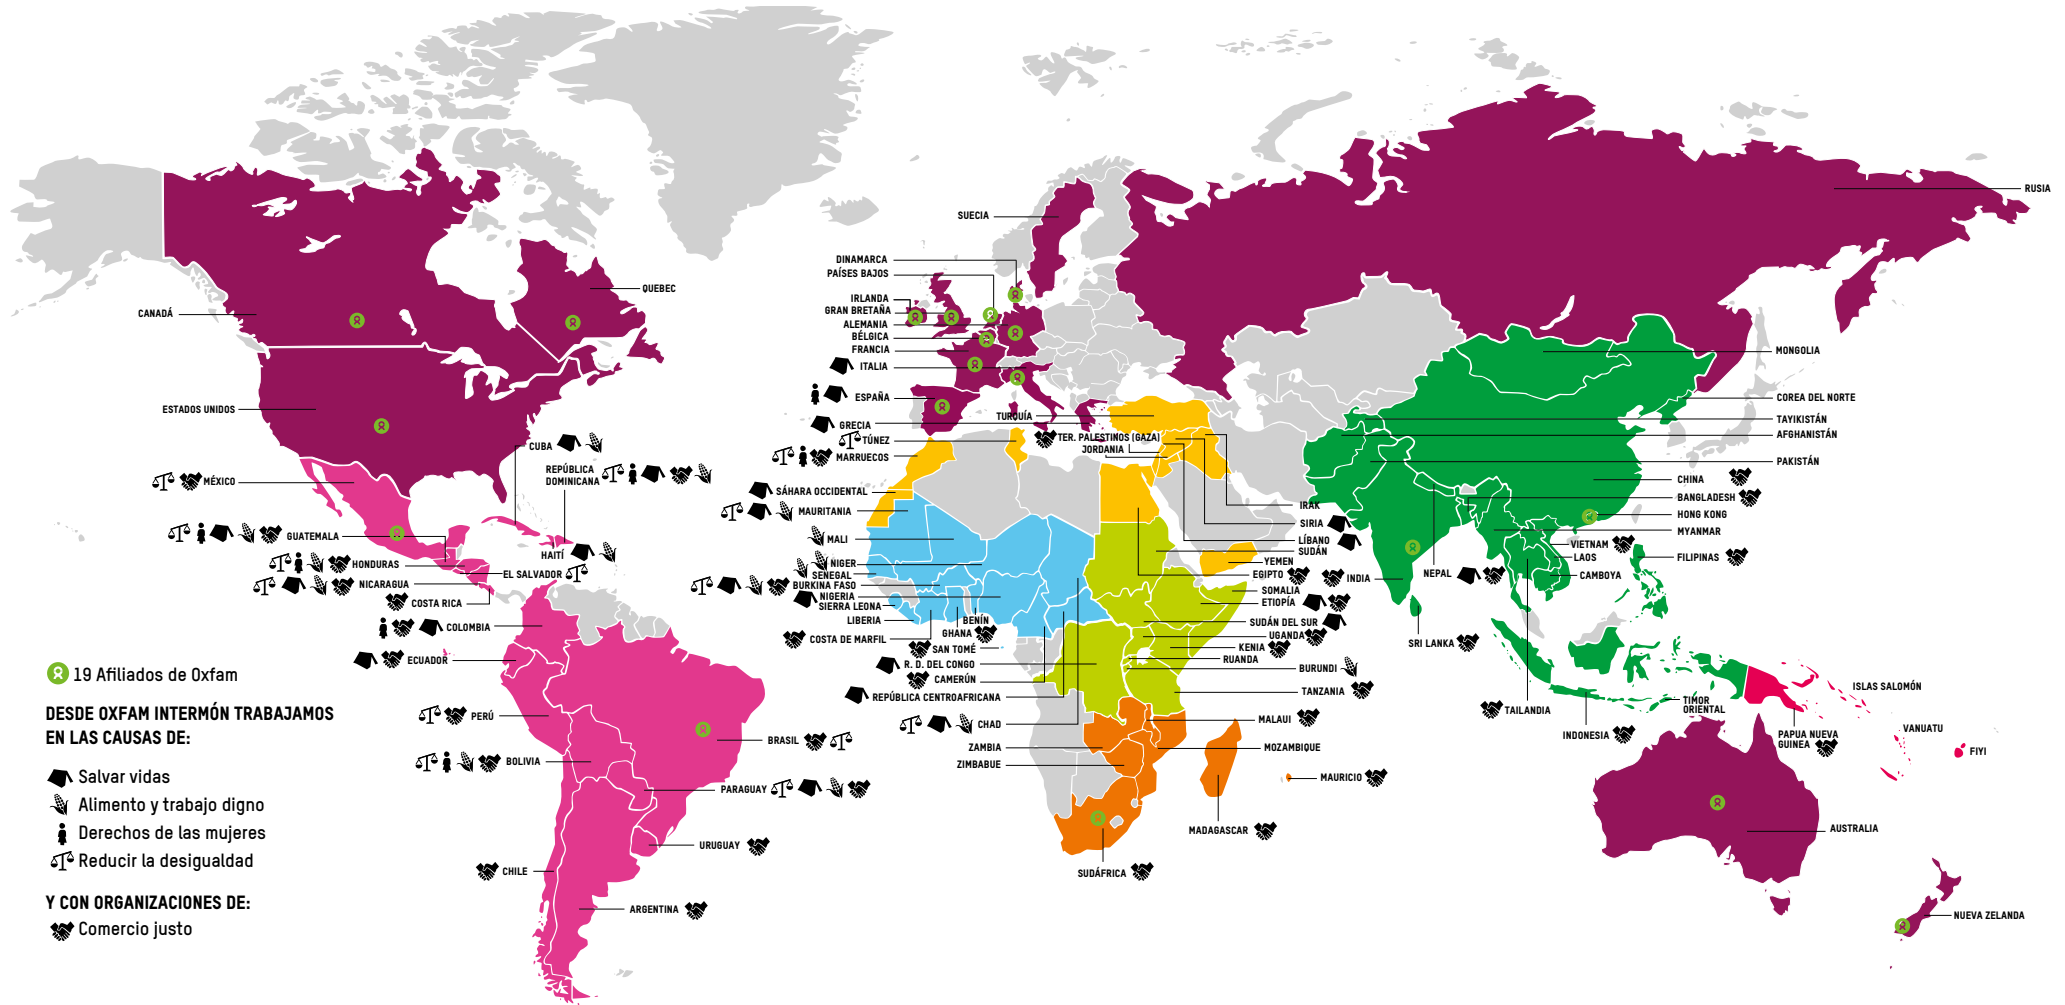 RUSIA
SUECIA
DINAMARCA
PAÍSES BAJOS
QUEBEC
IRLANDA
GRAN BRETAÑA
CANADÁ
ALEMANIA
BÉLGICA
FRANCIA
MONGOLIA
ITALIA
ESPAÑA
COREA DEL NORTE
ESTADOS UNIDOS
TURQUÍA
TAYIKISTÁN
GRECIA
AFGHANISTÁN
TER. PALESTINOS (GAZA)
TÚNEZ
CUBA
JORDANIA
MARRUECOS
PAKISTÁN
REPÚBLICA
DOMINICANA
MÉXICO
CHINA
SÁHARA OCCIDENTAL
BANGLADESH
IRAK
MAURITANIA
HONG KONG
SIRIA
MYANMAR
GUATEMALA
MALI
LÍBANO
VIETNAM
HAITÍ
SUDÁN
LAOS
FILIPINAS
HONDURAS
NÍGER
YEMEN
EL SALVADOR
SENEGAL
EGIPTO
INDIA
NEPAL
CAMBOYA
NICARAGUA
BURKINA FASO
SOMALIA
NIGERIA
COSTA RICA
SIERRA LEONA
ETIOPÍA
LIBERIA
BENÍN
SUDÁN DEL SUR
COLOMBIA
GHANA
COSTA DE MARFIL
UGANDA
SRI LANKA
SAN TOMÉ
KENIA
ECUADOR
R. D. DEL CONGO
RUANDA
BURUNDI
19 Afiliados de Oxfam
CAMERÚN
ISLAS SALOMÓN
REPÚBLICA CENTROAFRICANA
TANZANIA
TIMOR
ORIENTAL
DESDE OXFAM INTERMÓN TRABAJAMOS
EN LAS CAUSAS DE:
PERÚ
CHAD
MALAUI
TAILANDIA
VANUATU
INDONESIA
PAPUA NUEVA
GUINEA
BRASIL
ZAMBIA
MOZAMBIQUE
FIYI
BOLIVIA
ZIMBABUE
Salvar vidas
MAURICIO
PARAGUAY
Alimento y trabajo digno
Derechos de las mujeres
MADAGASCAR
AUSTRALIA
URUGUAY
Reducir la desigualdad
CHILE
SUDÁFRICA
Y CON ORGANIZACIONES DE:
ARGENTINA
NUEVA ZELANDA
Comercio justo